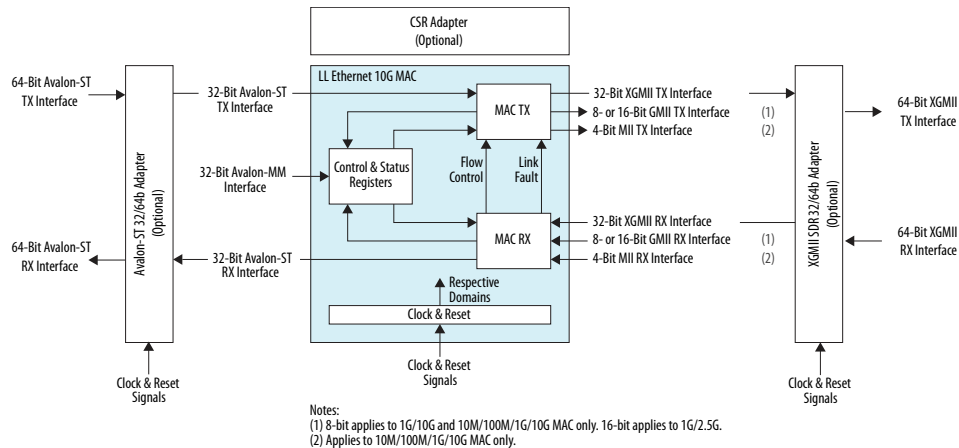 CSR Adapter
(Optional)
64-Bit Avalon-ST
TX Interface
Avalon-ST 32/64b Adapter
(Optional)
64-Bit Avalon-ST
RX Interface
Clock & Reset
Signals
LL Ethernet 10G MAC
32-Bit Avalon-ST
TX Interface
32-Bit Avalon-MM
Interface
32-Bit Avalon-ST
RX Interface
Control & Status
Registers
MAC TX
Flow
Control
Link
Fault
MAC RX
Respective
Domains
Clock & Reset
Clock & Reset
Signals
32-Bit XGMII TX Interface
8- or 16-Bit GMII TX Interface (1)
4-Bit MII TX Interface (2)
32-Bit XGMII RX Interface
8- or 16-Bit GMII RX Interface (1)
4-Bit MII RX Interface (2)
XGMII SDR 32/64b Adapter
(Optional)
64-Bit XGMII
TX Interface
64-Bit XGMII
RX Interface
Clock & Reset
Signals
Notes:
(1) 8-bit applies to 1G/10G and 10M/100M/1G/10G MAC only. 16-bit applies to 1G/2.5G.
(2) Applies to 10M/100M/1G/10G MAC only.